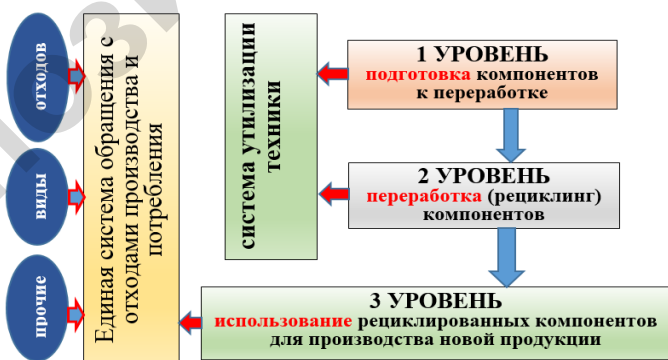 отходов
виды
прочие
Единая система обращения с
отходами производства и
потребления
система утилизации
техники
1 УРОВЕНЬ
подготовка компонентов
к переработке
2 УРОВЕНЬ
переработка (рециклинг)
компонентов
3 УРОВЕНЬ
использование рециклированных компонентов
для производства новой продукции